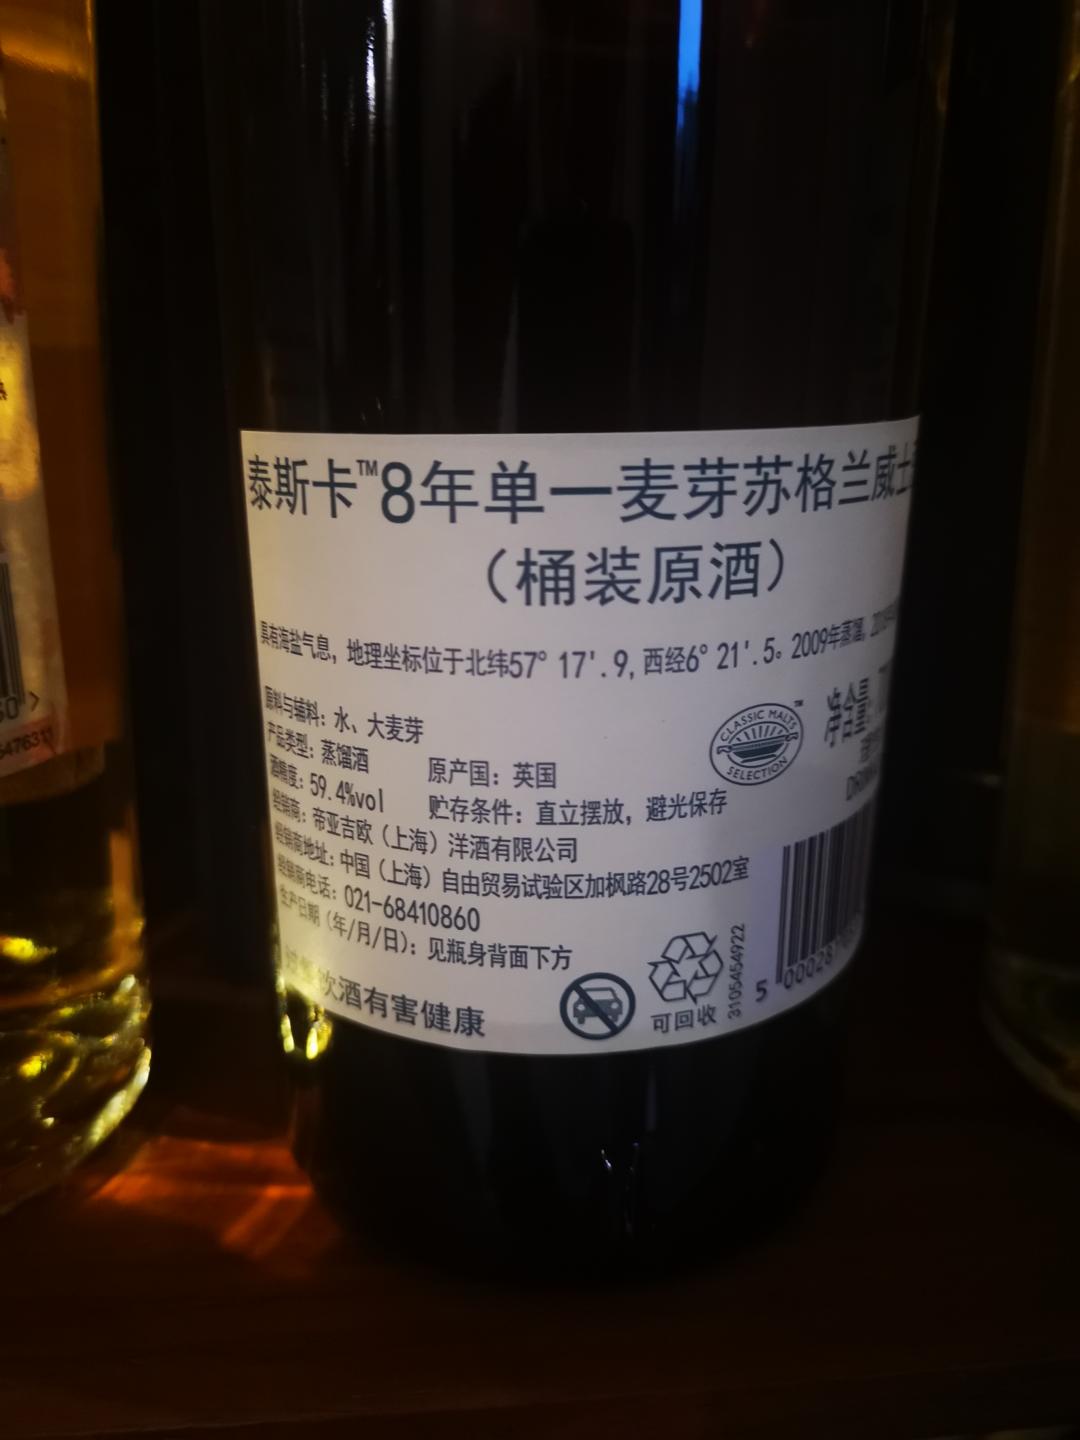 泰斯卡™8年单一麦芽苏格兰威士
（桶装原酒）
具有海盐气息，地理坐标位于北纬57° 17'.9, 西经6° 21'.5。2009年蒸馏,
原料与辅料：水、大麦芽
产品类型：蒸馏酒
原产国：英国
酒精度：59.4%vol
贮存条件：直立摆放，避光保存
经销商：帝亚吉欧（上海）洋酒有限公司
经销商地址：中国（上海）自由贸易试验区加枫路28号2502室
经销商电话：021-68410860
生产日期（年/月/日）：见瓶身背面下方
饮酒有害健康
CLASSIC MALTS
SELECTION
™
净含量
可回收
3105454922
5 000281